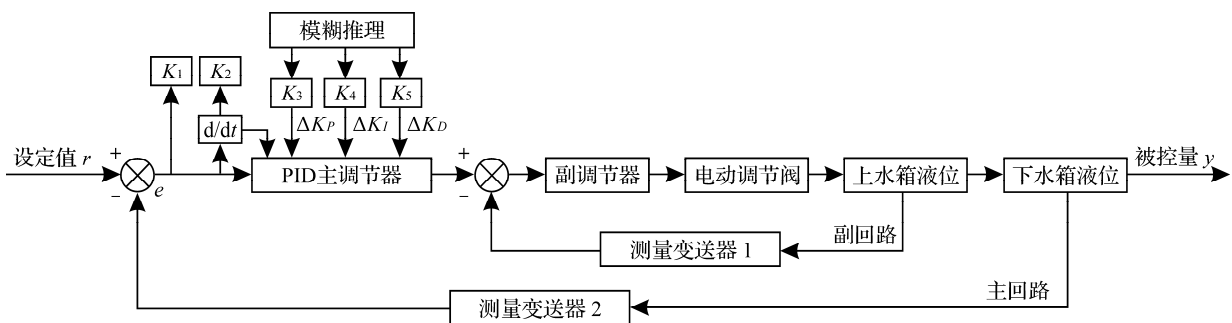 模糊推理
K1
K2
K3
K4
K5
d/dt
ΔKP
ΔKI
ΔKD
设定值 r
+
−
e
PID主调节器
+
−
副调节器
电动调节阀
上水箱液位
下水箱液位
被控量 y
测量变送器 1
副回路
测量变送器 2
主回路